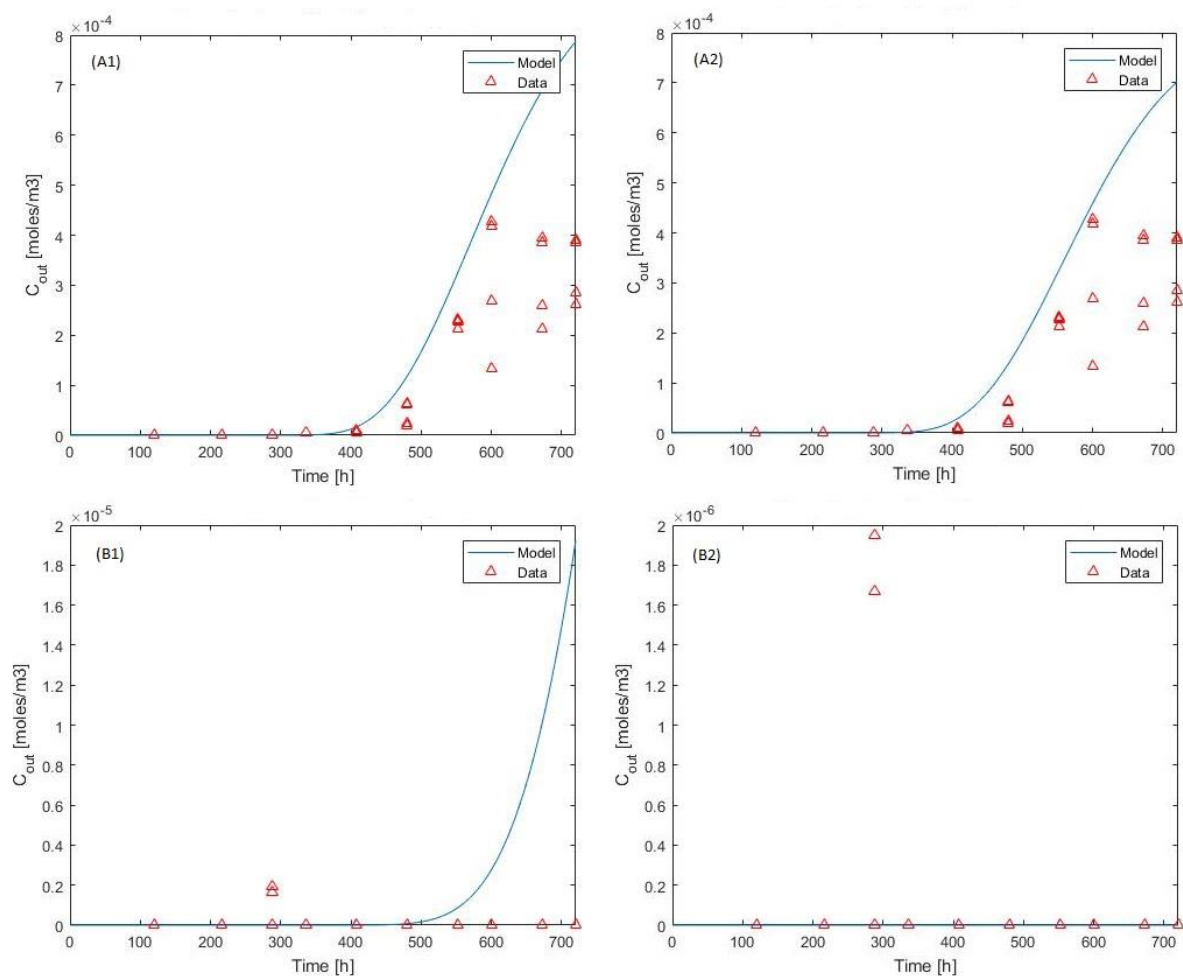 ×10⁻⁴
8
7
6
5
4
3
2
1
0
(A1)
Model
Data
C_out [moles/m3]
0 100 200 300 400 500 600 700
Time [h]
×10⁻⁴
8
7
6
5
4
3
2
1
0
(A2)
Model
Data
C_out [moles/m3]
0 100 200 300 400 500 600 700
Time [h]
×10⁻⁵
2
1.8
1.6
1.4
1.2
1
0.8
0.6
0.4
0.2
0
(B1)
Model
Data
C_out [moles/m3]
0 100 200 300 400 500 600 700
Time [h]
×10⁻⁶
2
1.8
1.6
1.4
1.2
1
0.8
0.6
0.4
0.2
0
(B2)
Model
Data
C_out [moles/m3]
0 100 200 300 400 500 600 700
Time [h]